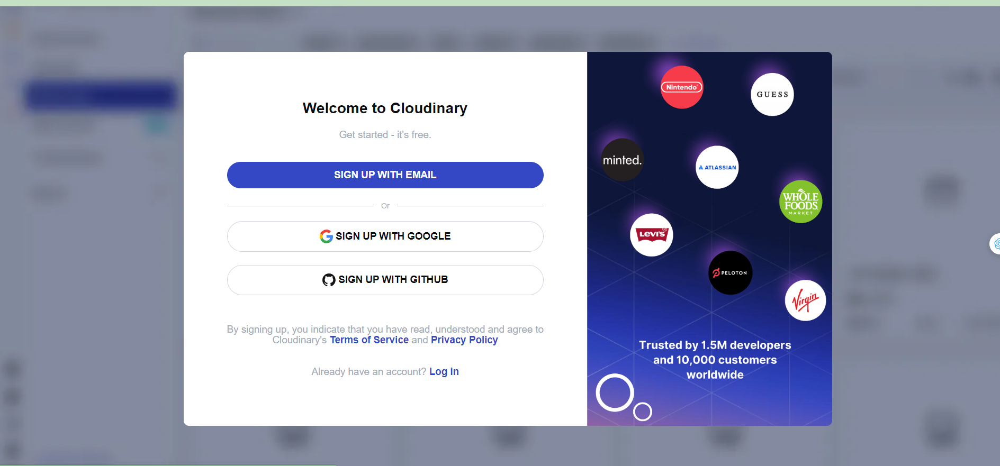 Welcome to Cloudinary
Get started - it's free.
SIGN UP WITH EMAIL
Or
SIGN UP WITH GOOGLE
SIGN UP WITH GITHUB
By signing up, you indicate that you have read, understood and agree to
Cloudinary's Terms of Service and Privacy Policy
Already have an account? Log in
Nintendo®
GUESS
minted.
ATLASSIAN
WHOLE
FOODS
MARKET
LEVI'S®
PELOTON
Virgin
Trusted by 1.5M developers
and 10,000 customers
worldwide